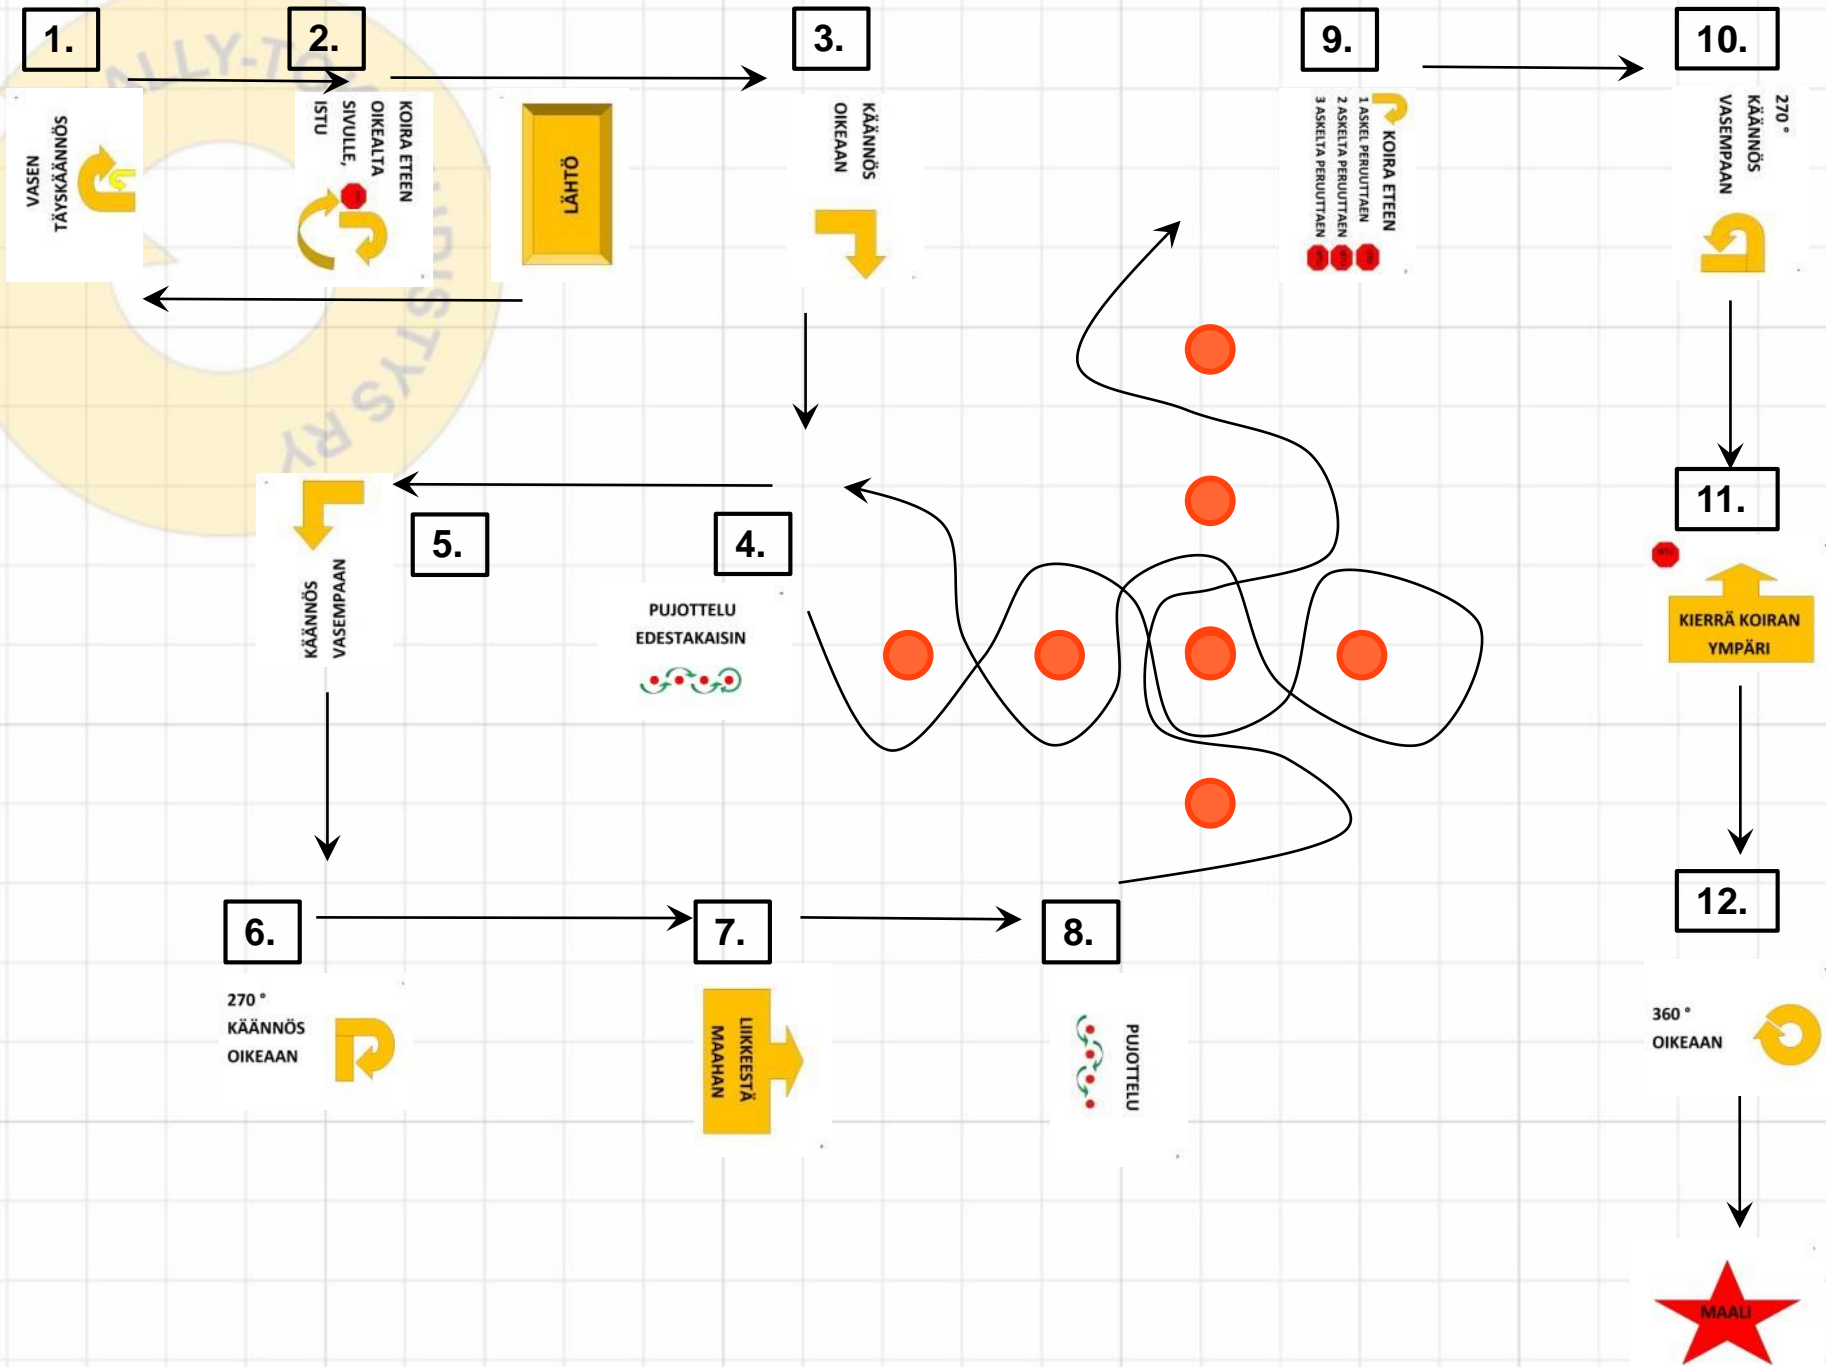 1.
VASEN
TÄYSKÄÄNNÖS
2.
KOIRA ETEEN
OIKEALTA
SIVULLE,
ISTU
LÄHTÖ
3.
KÄÄNNÖS
OIKEAAN
9.
KOIRA ETEEN
1 ASKEL PERUUTTAEN
2 ASKELTA PERUUTTAEN
3 ASKELTA PERUUTTAEN
10.
270 °
KÄÄNNÖS
VASEMPAAN
5.
KÄÄNNÖS
VASEMPAAN
4.
PUJOTTELU
EDESTAKAISIN
11.
KIERRÄ KOIRAN
YMPÄRI
6.
270 °
KÄÄNNÖS
OIKEAAN
7.
LIIKKEESTÄ
MAAHAN
8.
PUJOTTELU
12.
360 °
OIKEAAN
MAALI